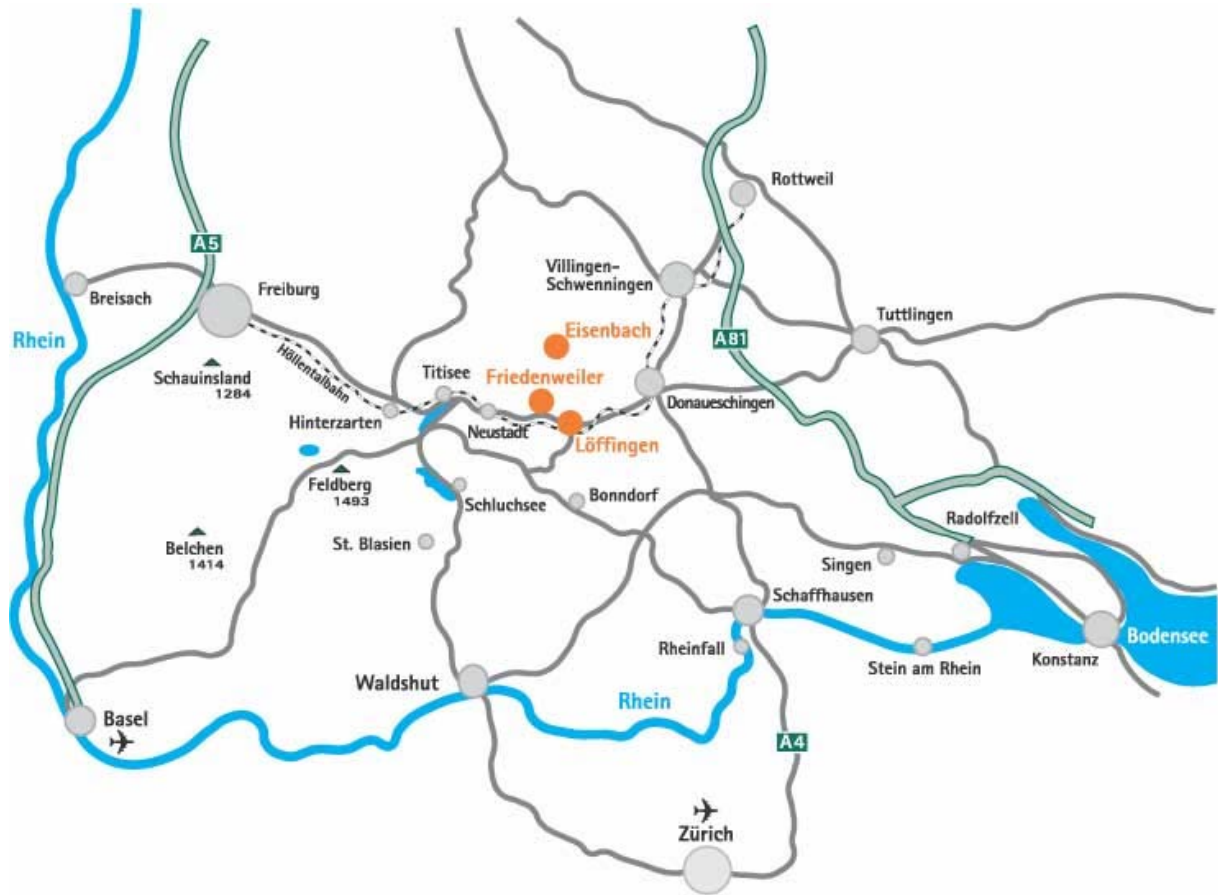 Rottweil
A5
Villingen-
Schwenningen
Breisach
Freiburg
Rhein
Tuttlingen
Eisenbach
A81
Höllentalbahn
Schauinsland
1284
Titisee
Friedenweiler
Donaueschingen
Hinterzarten
Neustadt
Löffingen
Feldberg
1493
Schluchsee
Bonndorf
Radolfzell
Belchen
1414
St. Blasien
Singen
Schaffhausen
Bodensee
Rheinfall
Stein am Rhein
Konstanz
Waldshut
Rhein
Basel
A4
Zürich